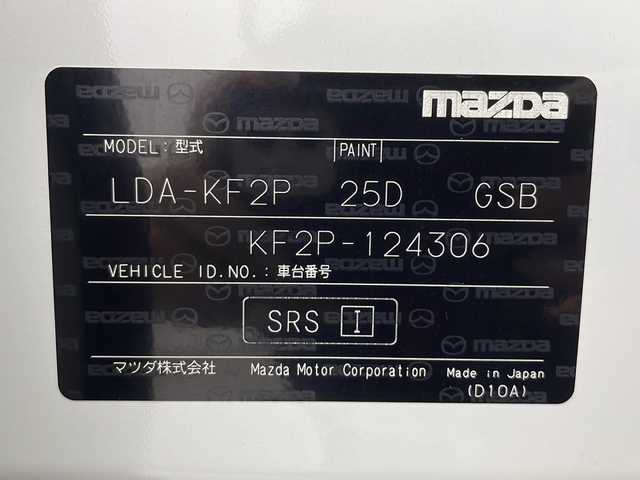 mazda
MODEL: 型式 PAINT
LDA-KF2P 25D GSB
KF2P-124306
VEHICLE ID.NO.: 車台番号
SRS I
マツダ株式会社 Mazda Motor Corporation Made in Japan
(D10A)